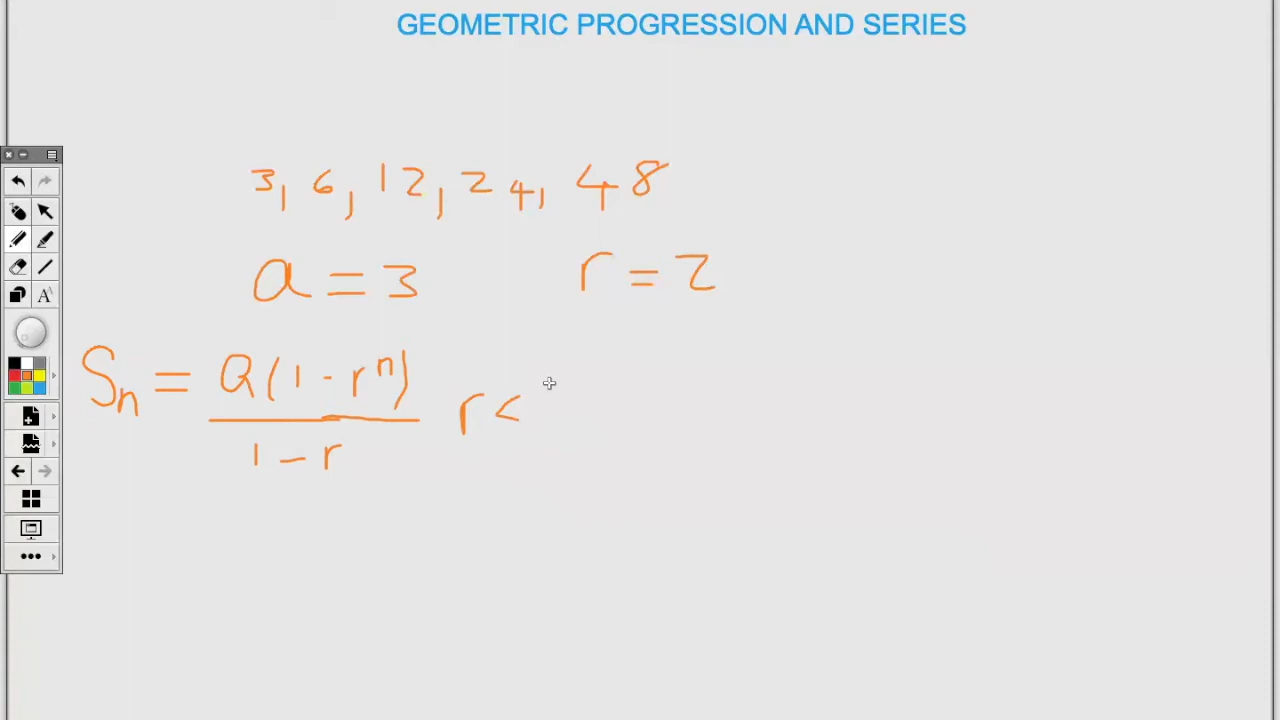 GEOMETRIC PROGRESSION AND SERIES
3, 6, 12, 24, 48
a = 3 r = 2
Sn = a(1 - r^n) / 1 - r r <